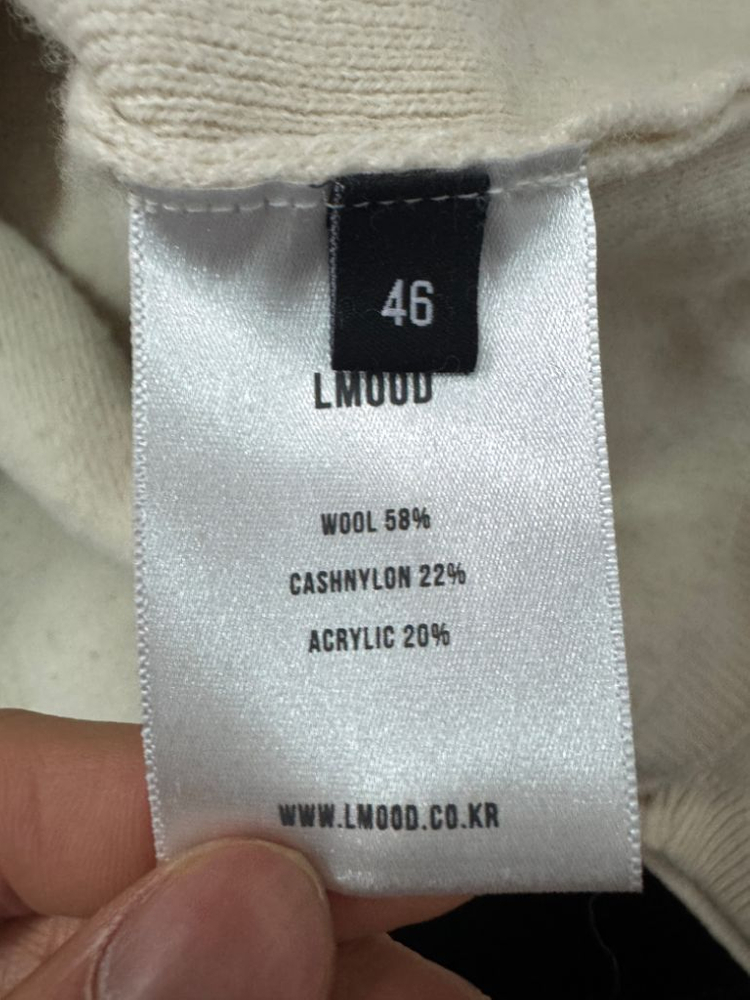 46
LMOOD
WOOL 58%
CASHNYLON 22%
ACRYLIC 20%
WWW.LMOOD.CO.KR